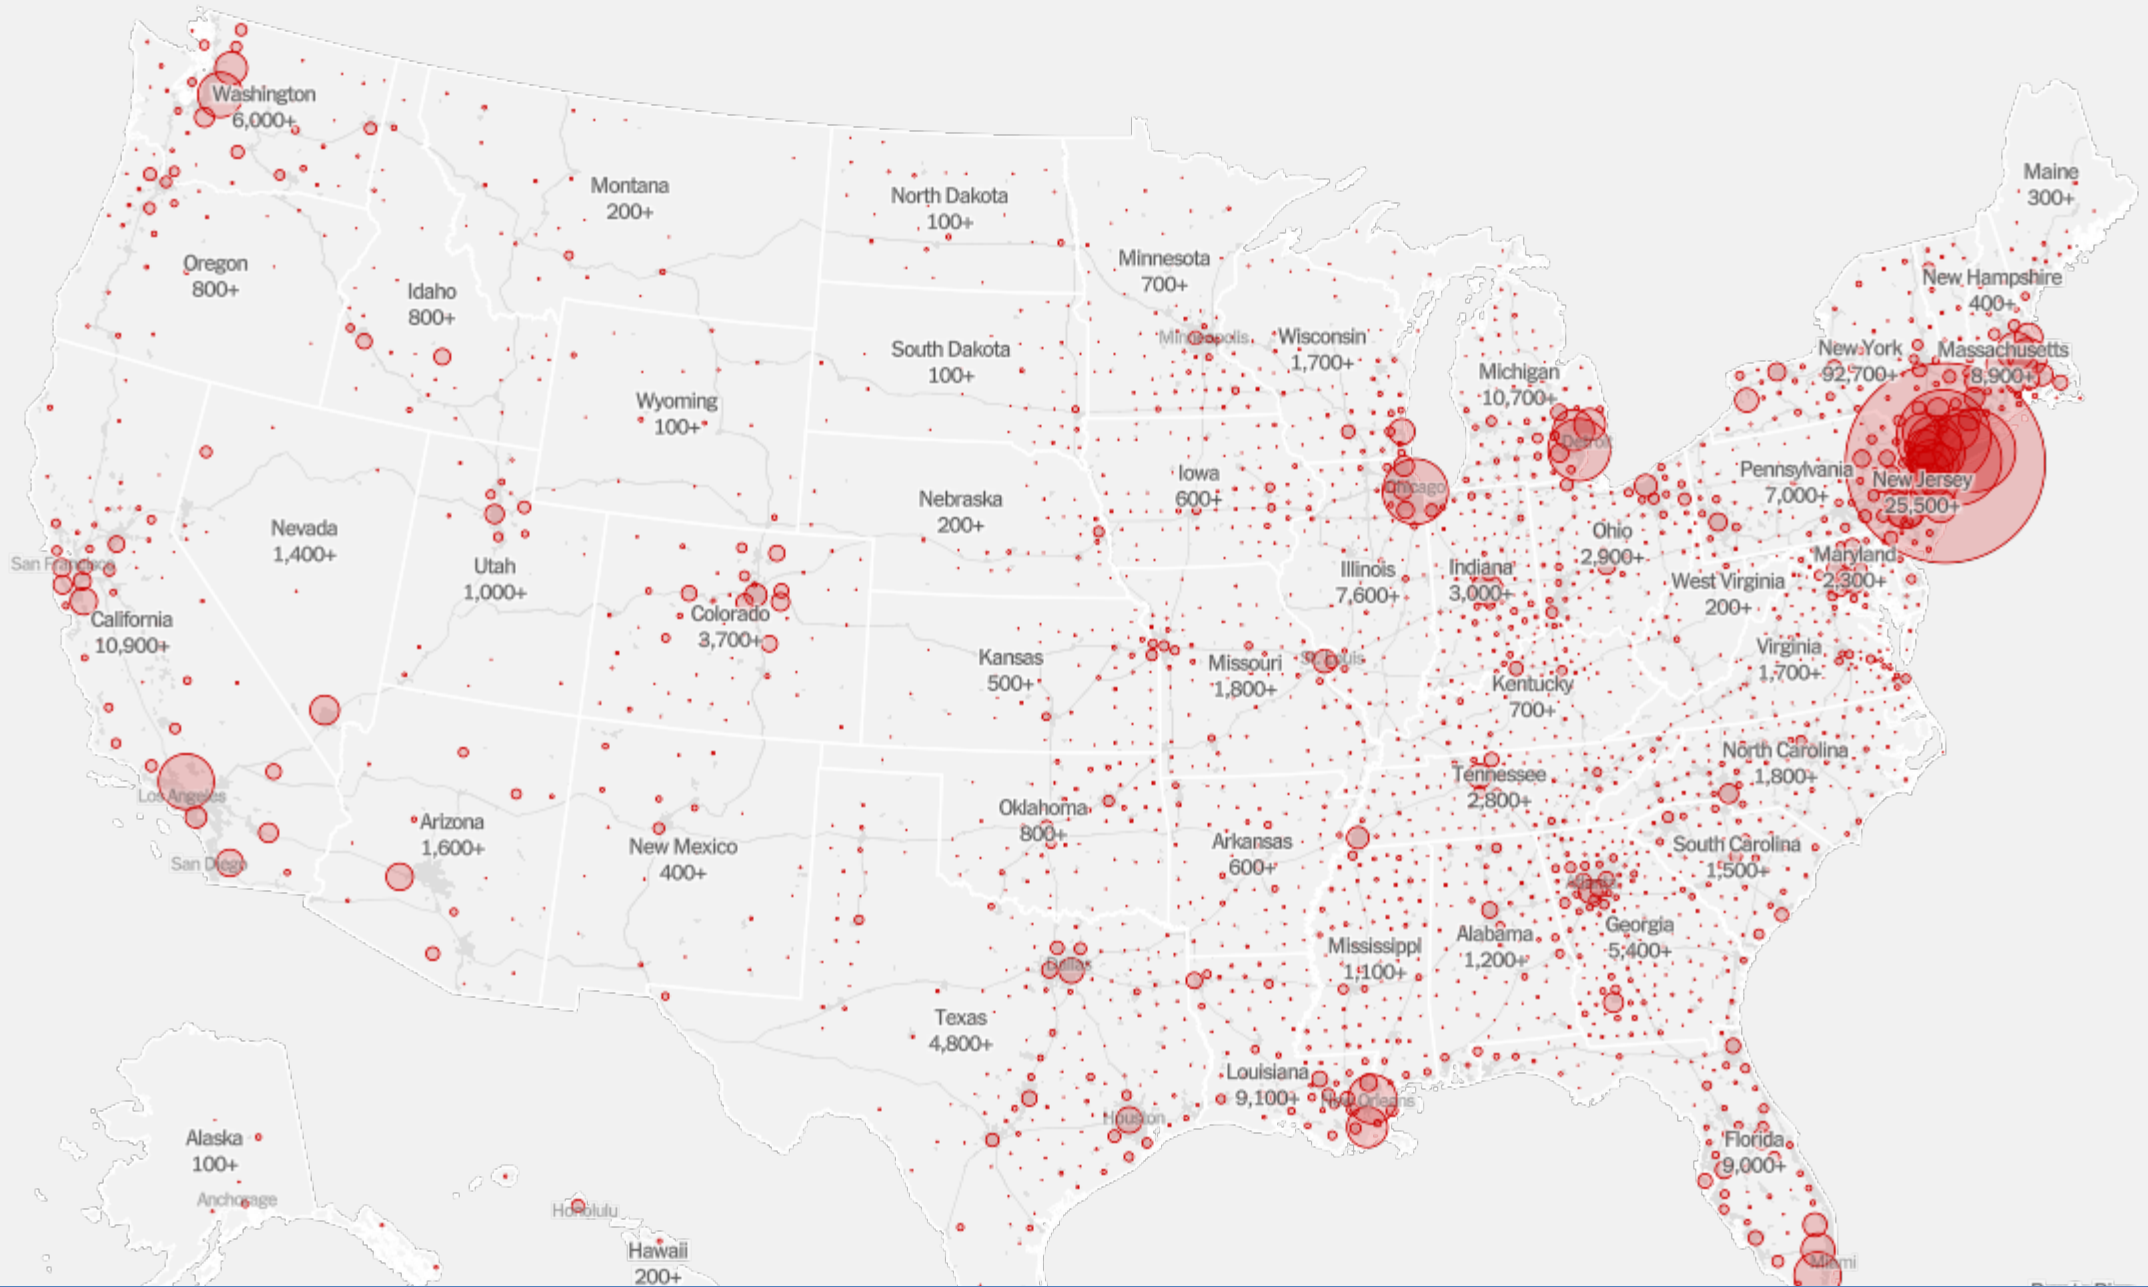 Washington
6,000+
Montana
200+
North Dakota
100+
Minnesota
700+
Maine
300+
Oregon
800+
Idaho
800+
New Hampshire
400+
Minneapolis
Wisconsin
1,700+
South Dakota
100+
Michigan
10,700+
New York
92,700+
Massachusetts
8,900+
Wyoming
100+
Detroit
Iowa
600+
Chicago
Pennsylvania
7,000+
New Jersey
25,500+
Nebraska
200+
Nevada
1,400+
Utah
1,000+
San Francisco
California
10,900+
Colorado
3,700+
Illinois
7,600+
Indiana
3,000+
Ohio
2,900+
West Virginia
200+
Maryland
2,300+
Kansas
500+
Missouri
1,800+
St. Louis
Kentucky
700+
Virginia
1,700+
Los Angeles
San Diego
Arizona
1,600+
New Mexico
400+
Oklahoma
800+
Arkansas
600+
Tennessee
2,800+
North Carolina
1,800+
South Carolina
1,500+
Atlanta
Georgia
5,400+
Dallas
Mississippi
1,100+
Alabama
1,200+
Texas
4,800+
Louisiana
9,100+
New Orleans
Houston
Florida
9,000+
Miami
Alaska
100+
Anchorage
Honolulu
Hawaii
200+